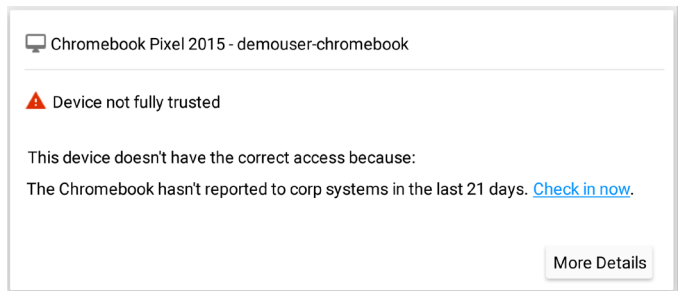 Chromebook Pixel 2015 - demouser-chromebook
Device not fully trusted
This device doesn't have the correct access because:
The Chromebook hasn't reported to corp systems in the last 21 days. Check in now.
More Details